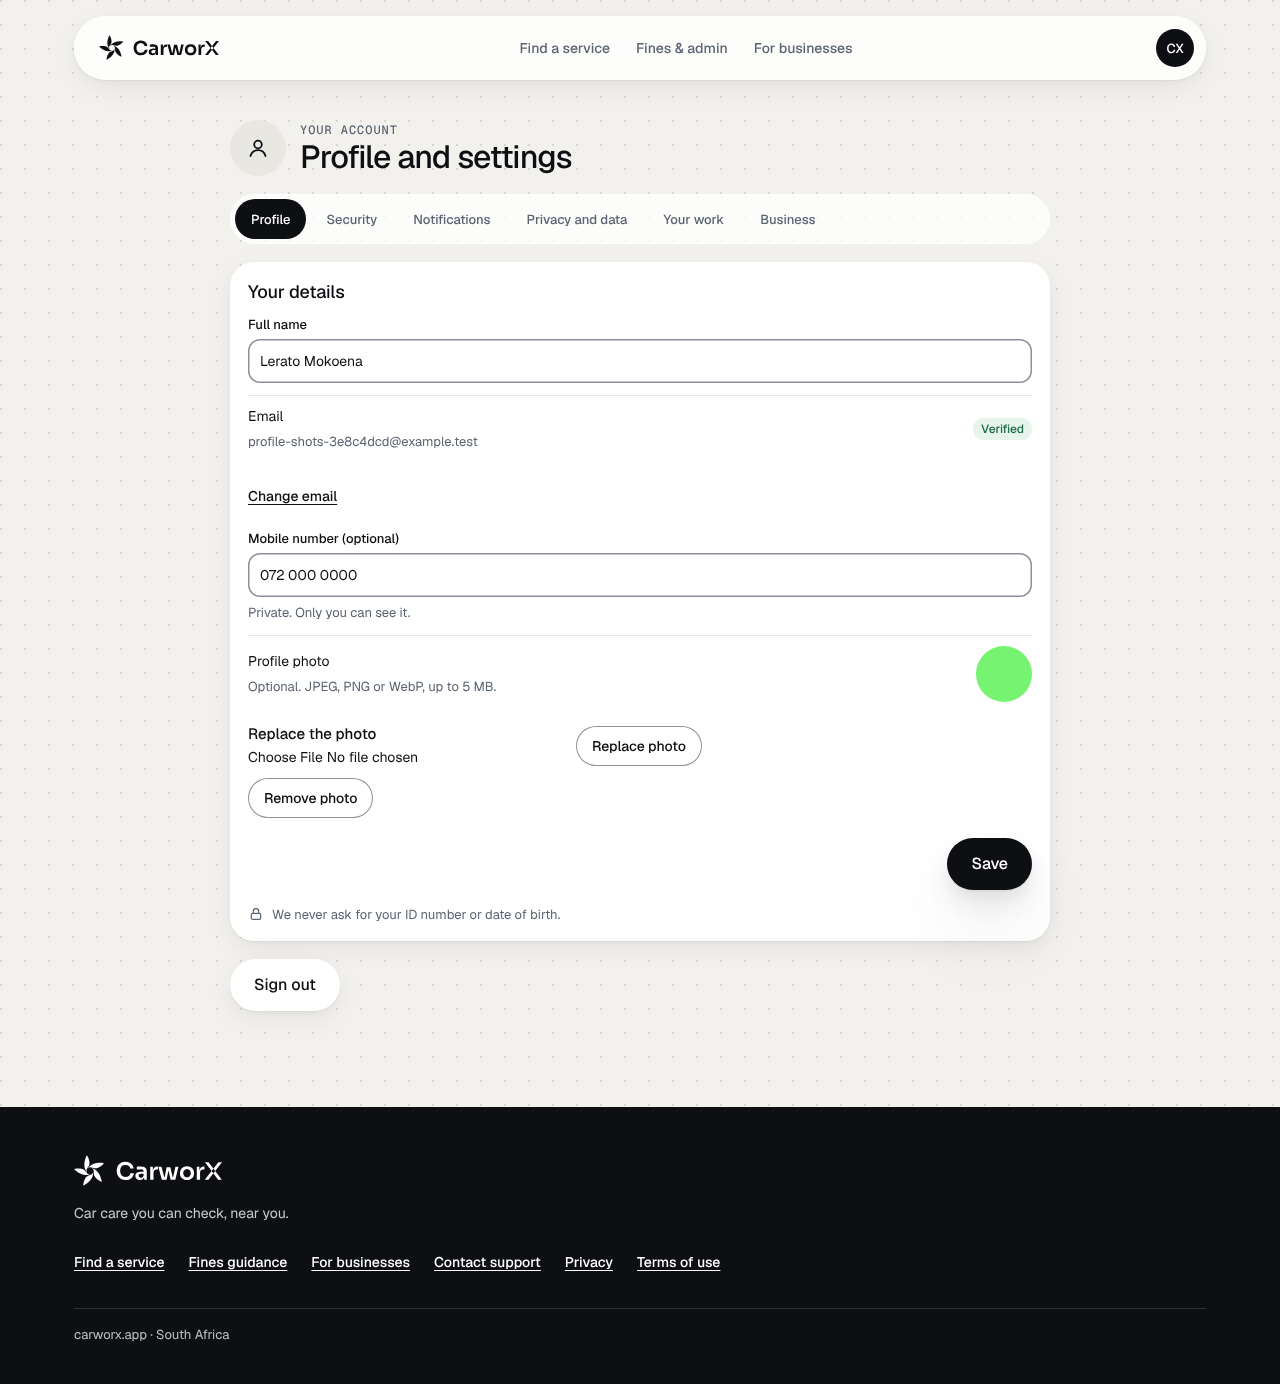 CarworX
Find a service
Fines & admin
For businesses
CX
YOUR ACCOUNT
Profile and settings
Profile
Security
Notifications
Privacy and data
Your work
Business
Your details
Full name
Lerato Mokoena
Email
profile-shots-3e8c4dcd@example.test
Verified
Change email
Mobile number (optional)
072 000 0000
Private. Only you can see it.
Profile photo
Optional. JPEG, PNG or WebP, up to 5 MB.
Replace the photo
Choose File No file chosen
Replace photo
Remove photo
Save
We never ask for your ID number or date of birth.
Sign out
CarworX
Car care you can check, near you.
Find a service
Fines guidance
For businesses
Contact support
Privacy
Terms of use
carworx.app · South Africa